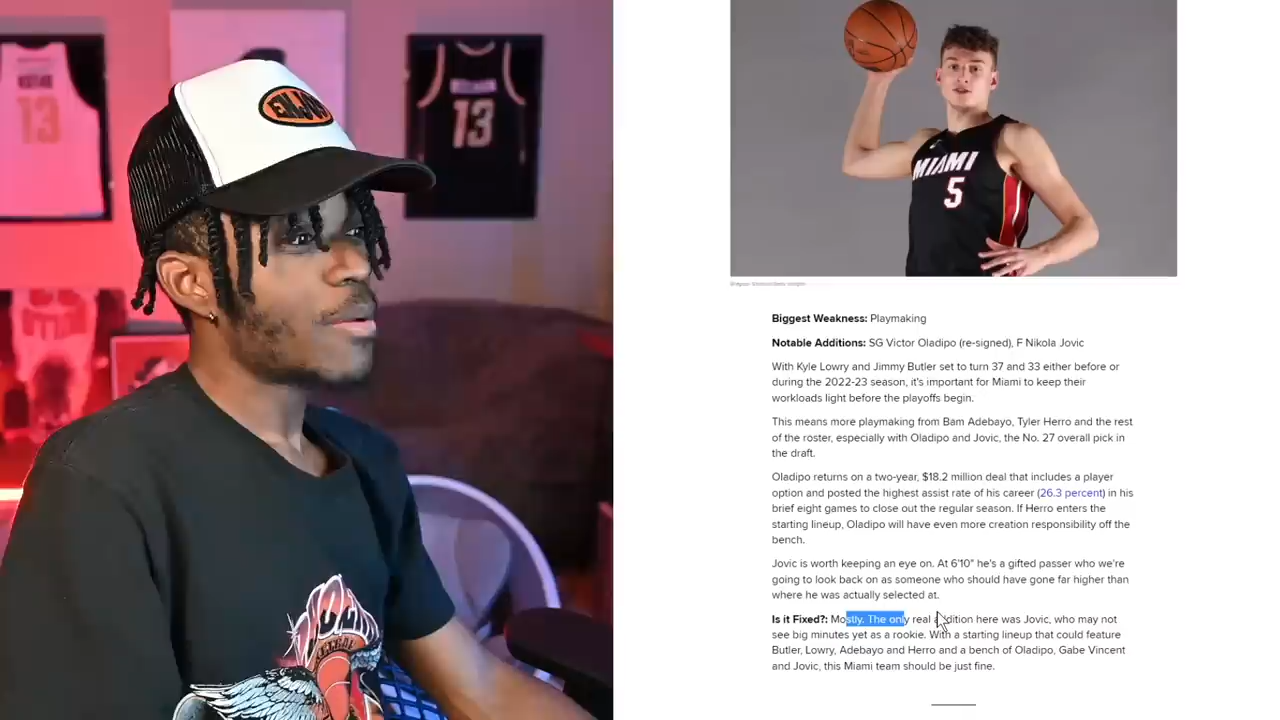 ENJOY
13
13
MIAMI
5
Biggest Weakness: Playmaking
Notable Additions: SG Victor Oladipo (re-signed), F Nikola Jovic
With Kyle Lowry and Jimmy Butler set to turn 37 and 33 either before or
during the 2022-23 season, it's important for Miami to keep their
workloads light before the playoffs begin.
This means more playmaking from Bam Adebayo, Tyler Herro and the rest
of the roster, especially with Oladipo and Jovic, the No. 27 overall pick in
the draft.
Oladipo returns on a two-year, $18.2 million deal that includes a player
option and posted the highest assist rate of his career (26.3 percent) in his
brief eight games to close out the regular season. If Herro enters the
starting lineup, Oladipo will have even more creation responsibility off the
bench.
Jovic is worth keeping an eye on. At 6'10" he's a gifted passer who we're
going to look back on as someone who should have gone far higher than
where he was actually selected at.
Is it Fixed?: Mostly. The only real addition here was Jovic, who may not
see big minutes yet as a rookie. With a starting lineup that could feature
Butler, Lowry, Adebayo and Herro and a bench of Oladipo, Gabe Vincent
and Jovic, this Miami team should be just fine.